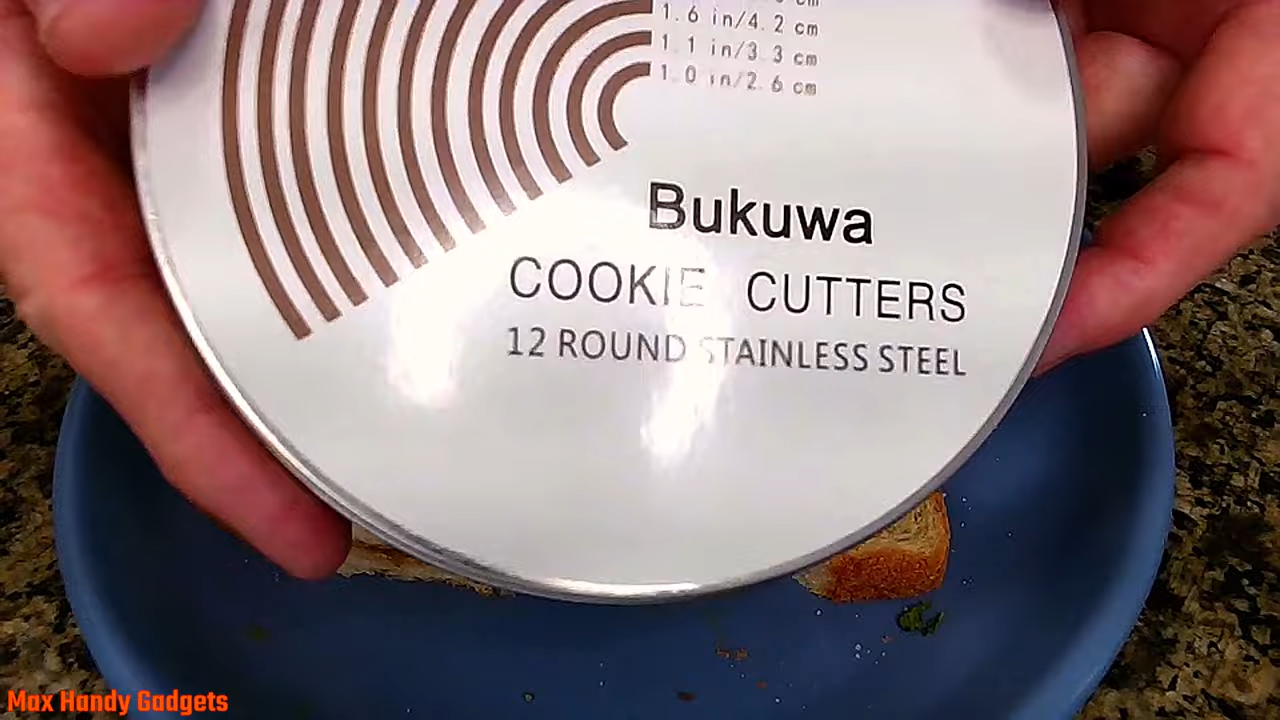 cm
1.6 in/4.2 cm
1.1 in/3.3 cm
1.0 in/2.6 cm
Bukuwa
COOKIE CUTTERS
12 ROUND STAINLESS STEEL
Max Handy Gadgets